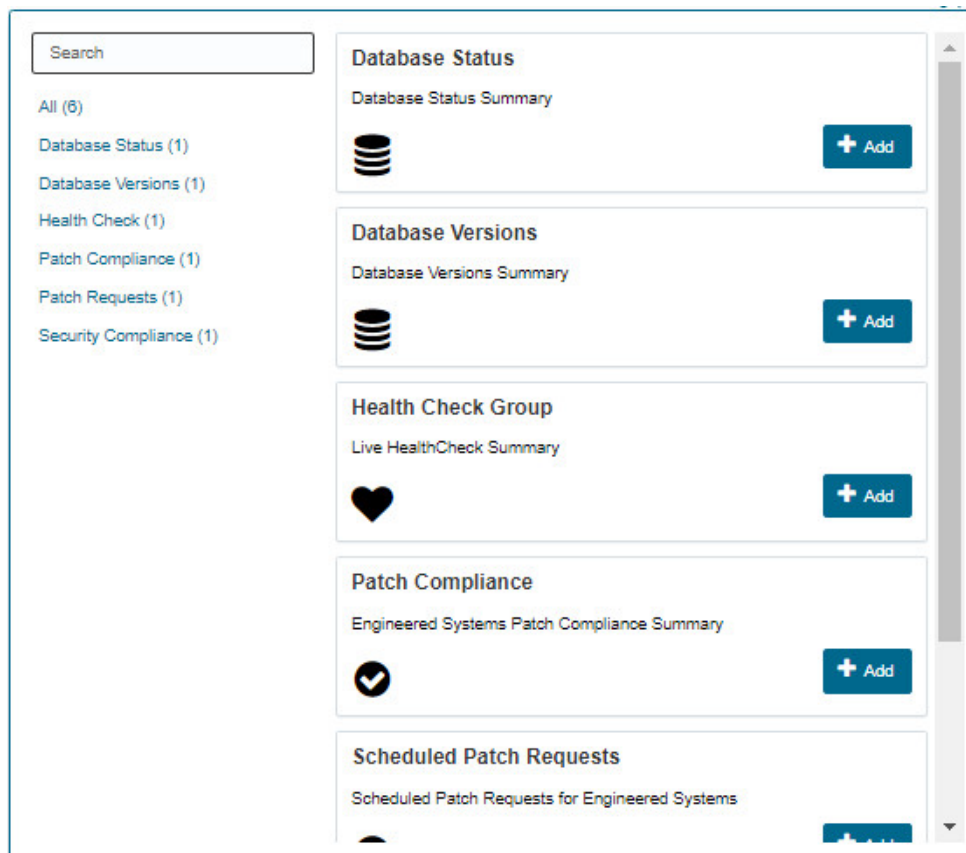 Search
All (6)
Database Status (1)
Database Versions (1)
Health Check (1)
Patch Compliance (1)
Patch Requests (1)
Security Compliance (1)
Database Status
Database Status Summary
Add
Database Versions
Database Versions Summary
Add
Health Check Group
Live HealthCheck Summary
Add
Patch Compliance
Engineered Systems Patch Compliance Summary
Add
Scheduled Patch Requests
Scheduled Patch Requests for Engineered Systems